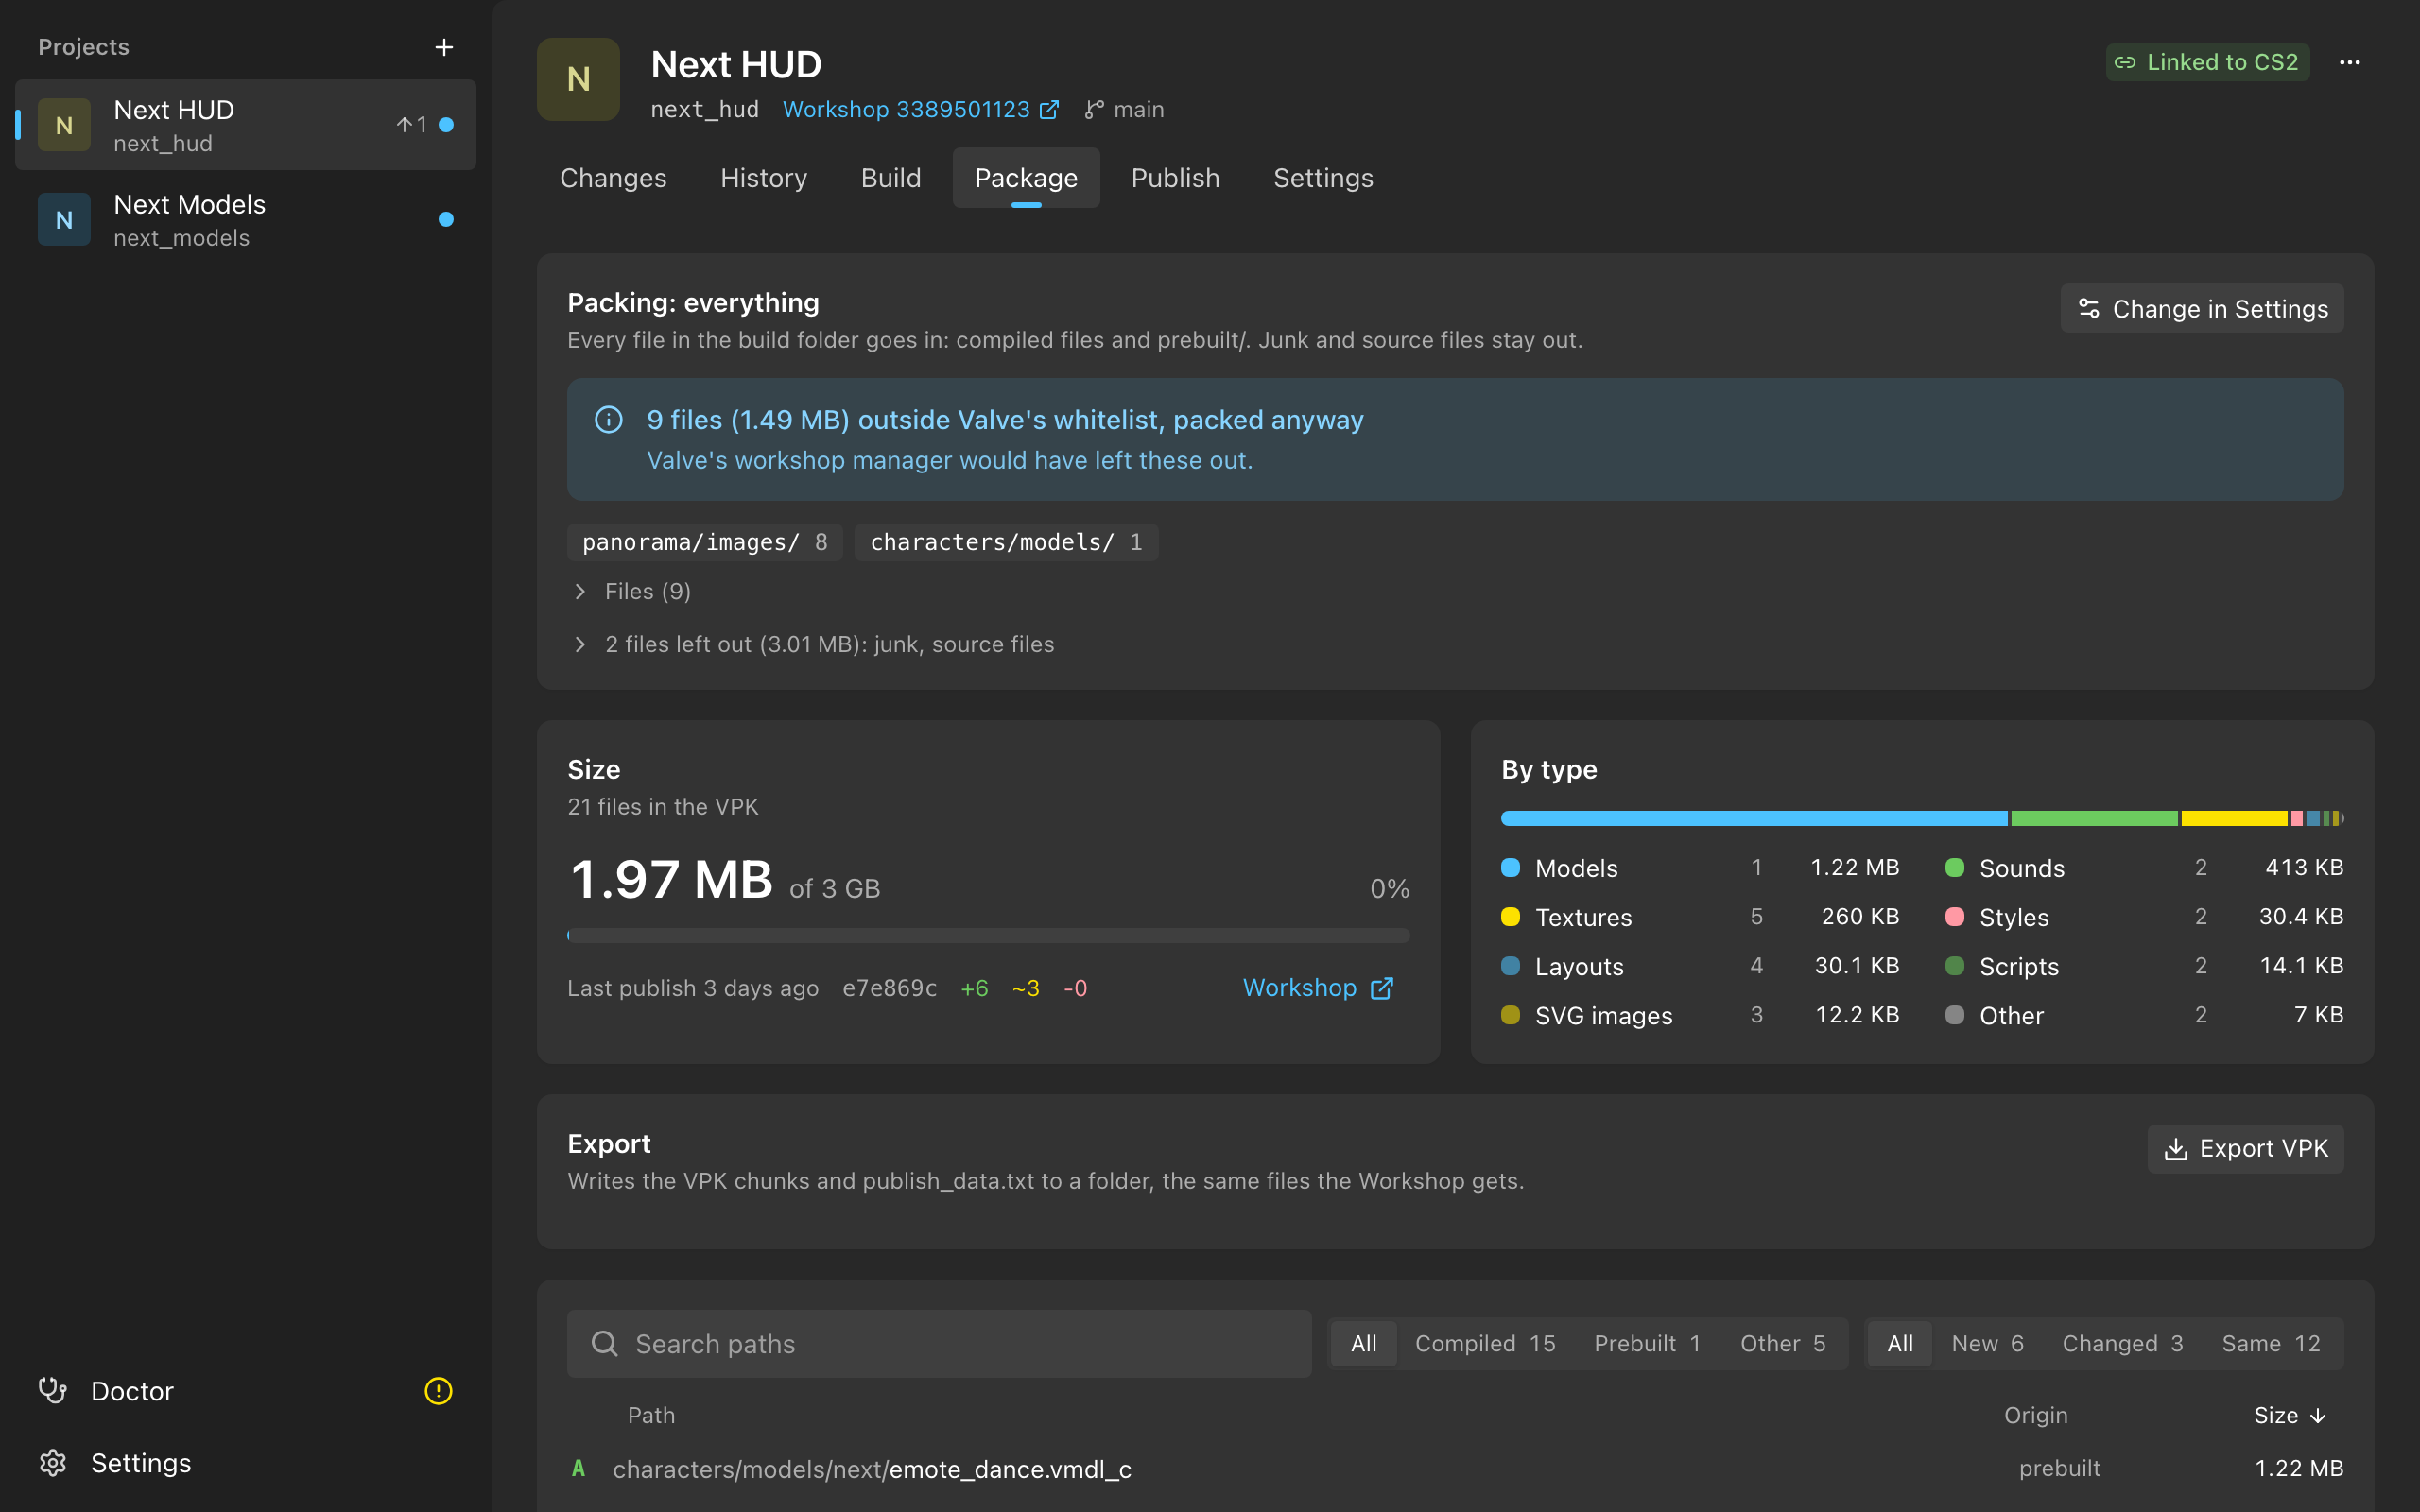 Projects
N
Next HUD
next_hud
↑1
N
Next Models
next_models
Doctor
Settings
N
Next HUD
next_hud Workshop 3389501123 main
Linked to CS2
Changes History Build Package Publish Settings
Packing: everything
Every file in the build folder goes in: compiled files and prebuilt/. Junk and source files stay out.
Change in Settings
9 files (1.49 MB) outside Valve's whitelist, packed anyway
Valve's workshop manager would have left these out.
panorama/images/ 8 characters/models/ 1
Files (9)
2 files left out (3.01 MB): junk, source files
Size
21 files in the VPK
1.97 MB of 3 GB 0%
Last publish 3 days ago e7e869c +6 ~3 -0 Workshop
By type
Models 1 1.22 MB Sounds 2 413 KB
Textures 5 260 KB Styles 2 30.4 KB
Layouts 4 30.1 KB Scripts 2 14.1 KB
SVG images 3 12.2 KB Other 2 7 KB
Export
Writes the VPK chunks and publish_data.txt to a folder, the same files the Workshop gets.
Export VPK
Search paths
All Compiled 15 Prebuilt 1 Other 5 All New 6 Changed 3 Same 12
Path Origin Size ↓
A characters/models/next/emote_dance.vmdl_c prebuilt 1.22 MB